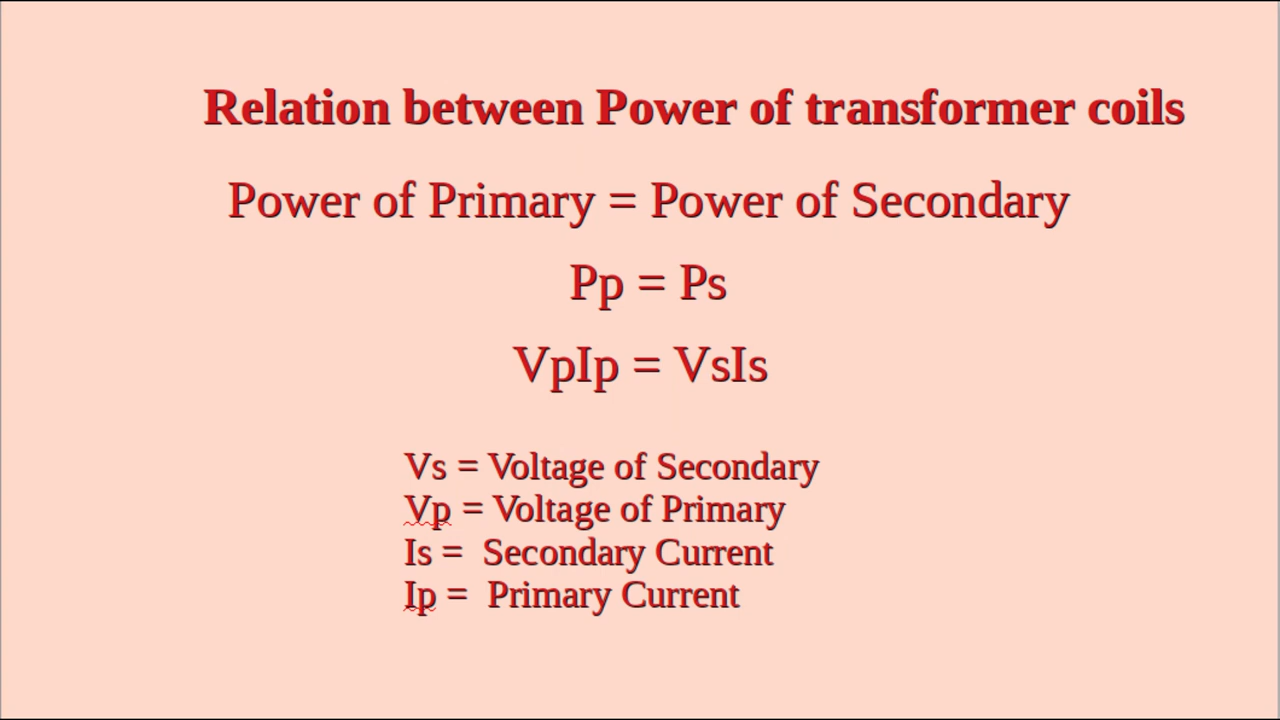 Relation between Power of transformer coils
Power of Primary = Power of Secondary
Pp = Ps
VpIp = VsIs
Vs = Voltage of Secondary
Vp = Voltage of Primary
Is =  Secondary Current
Ip =  Primary Current